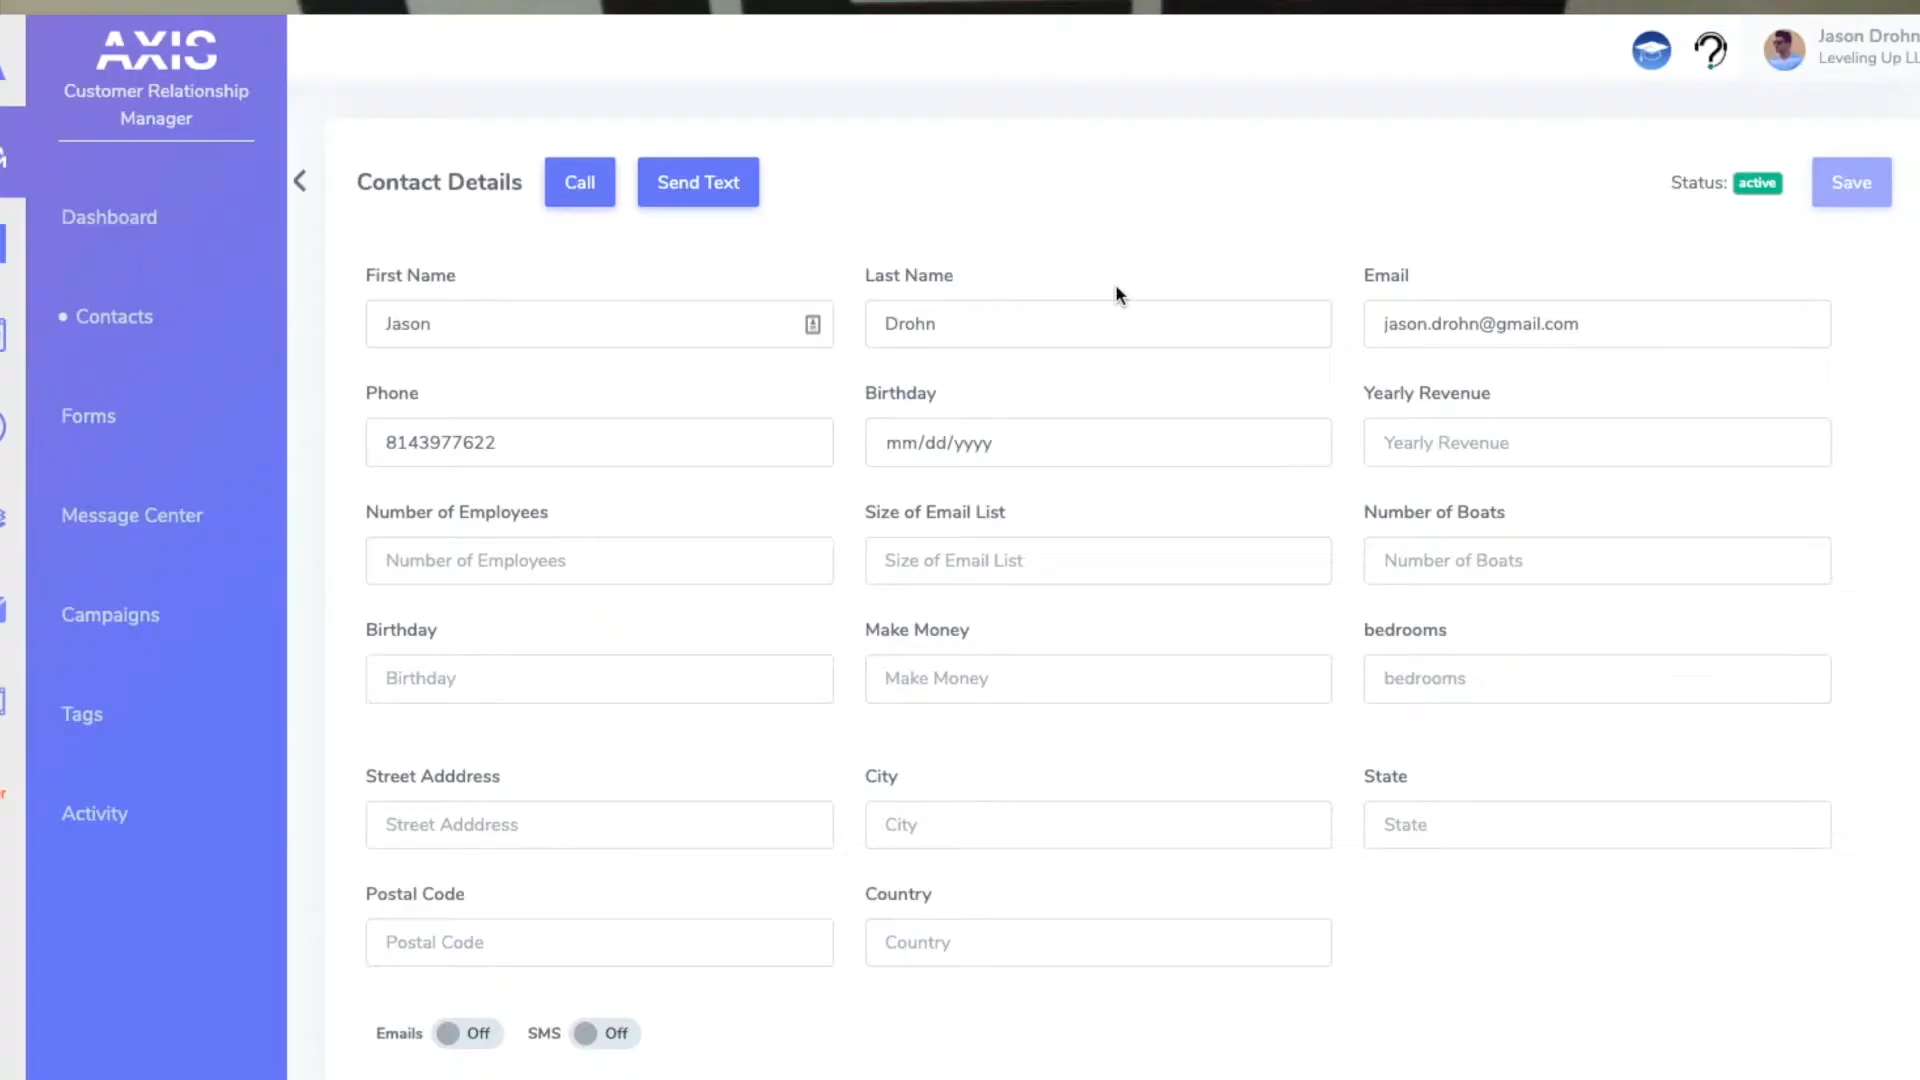 AXIS
Customer Relationship
Manager
Dashboard
Contacts
Forms
Message Center
Campaigns
Tags
Activity
Jason Drohn
Leveling Up
Contact Details
Call
Send Text
Status: active
Save
First Name
Last Name
Email
Jason
Drohn
jason.drohn@gmail.com
Phone
Birthday
Yearly Revenue
8143977622
mm/dd/yyyy
Yearly Revenue
Number of Employees
Size of Email List
Number of Boats
Number of Employees
Size of Email List
Number of Boats
Birthday
Make Money
bedrooms
Birthday
Make Money
bedrooms
Street Adddress
City
State
Street Adddress
City
State
Postal Code
Country
Postal Code
Country
Emails Off SMS Off